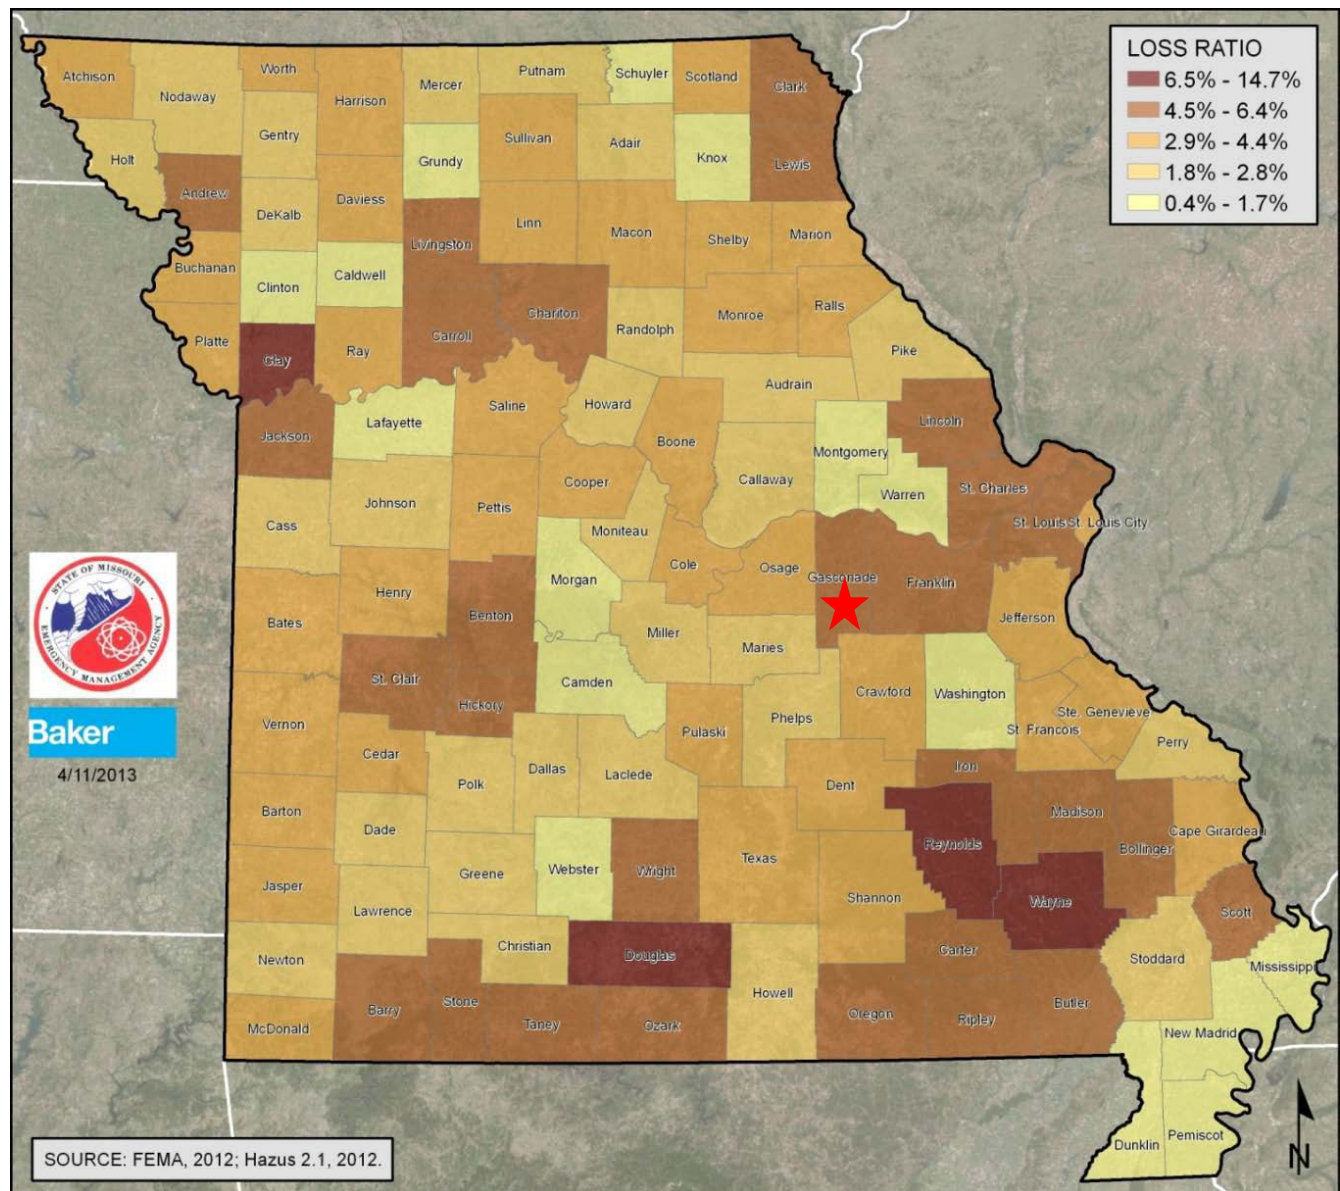 LOSS RATIO
6.5% - 14.7%
4.5% - 6.4%
2.9% - 4.4%
1.8% - 2.8%
0.4% - 1.7%
Atchison
Nodaway
Worth
Harrison
Mercer
Putnam
Schuyler
Scotland
Clark
Holt
Andrew
Gentry
DeKalb
Daviess
Grundy
Sullivan
Adair
Knox
Lewis
Buchanan
Clinton
Caldwell
Livingston
Linn
Macon
Shelby
Marion
Platte
Clay
Ray
Carroll
Chariton
Randolph
Monroe
Ralls
Pike
Audrain
Jackson
Lafayette
Saline
Howard
Boone
Callaway
Montgomery
Lincoln
Warren
St. Charles
St. Louis
St. Louis City
Cass
Johnson
Pettis
Cooper
Moniteau
Cole
Osage
Gasconade
Franklin
Jefferson
Bates
Henry
Benton
Morgan
Miller
Maries
Camden
St. Clair
Hickory
Vernon
Cedar
Polk
Dallas
Laclede
Pulaski
Phelps
Crawford
Washington
St. Francois
Ste. Genevieve
Perry
Dent
Iron
Madison
Bollinger
Cape Girardeau
Reynolds
Wayne
Barton
Dade
Greene
Webster
Wright
Texas
Shannon
Jasper
Lawrence
Christian
Douglas
Carter
Scott
Stoddard
Mississippi
Newton
McDonald
Barry
Stone
Taney
Ozark
Howell
Oregon
Ripley
Butler
New Madrid
Dunklin
Pemiscot
STATE OF MISSOURI
EMERGENCY MANAGEMENT AGENCY
Baker
4/11/2013
SOURCE: FEMA, 2012; Hazus 2.1, 2012.
N